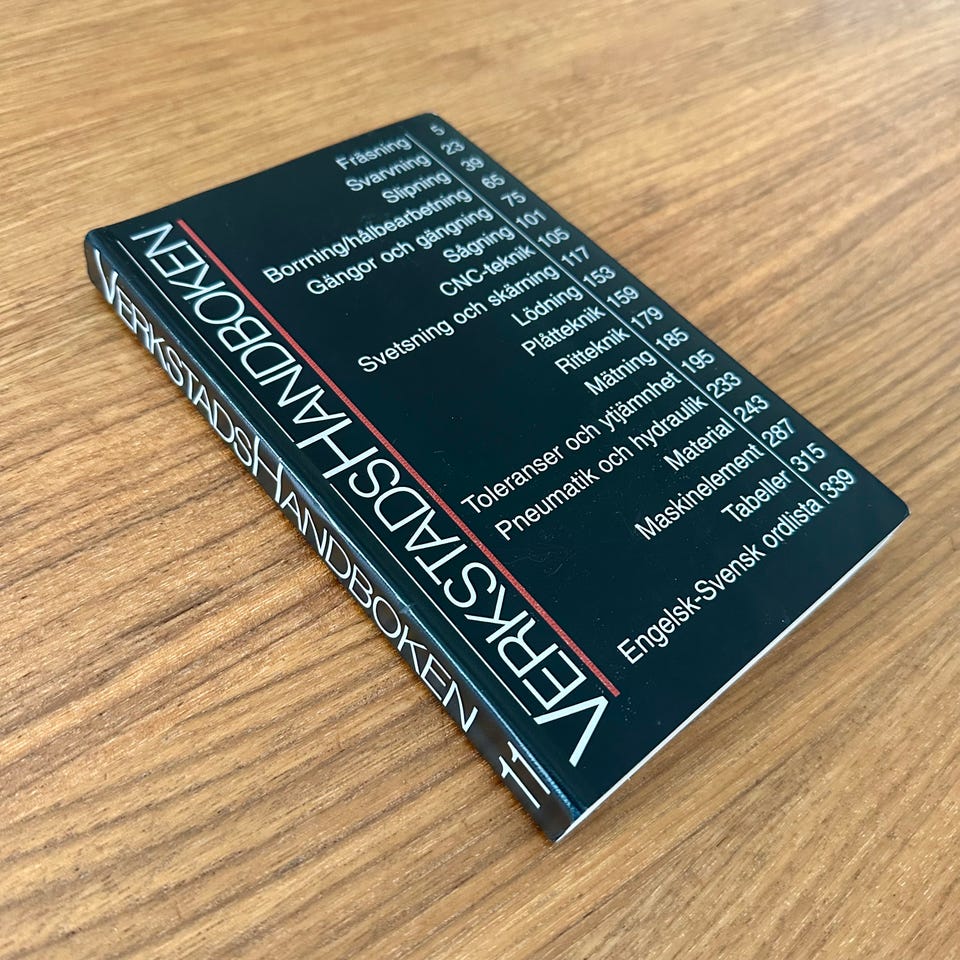 VERKSTADSHANDBOKEN
Fräsning 5
Svarvning 23
Slipning 39
Borrning/hålbearbetning 65
Gängor och gängning 75
Sågning 101
CNC-teknik 105
Svetsning och skärning 117
Lödning 153
Plåtteknik 159
Ritteknik 179
Mätning 185
Toleranser och ytjämnhet 195
Pneumatik och hydraulik 233
Material 243
Maskinelement 287
Tabeller 315
Engelsk-Svensk ordlista 339
VERKSTADSHANDBOKEN